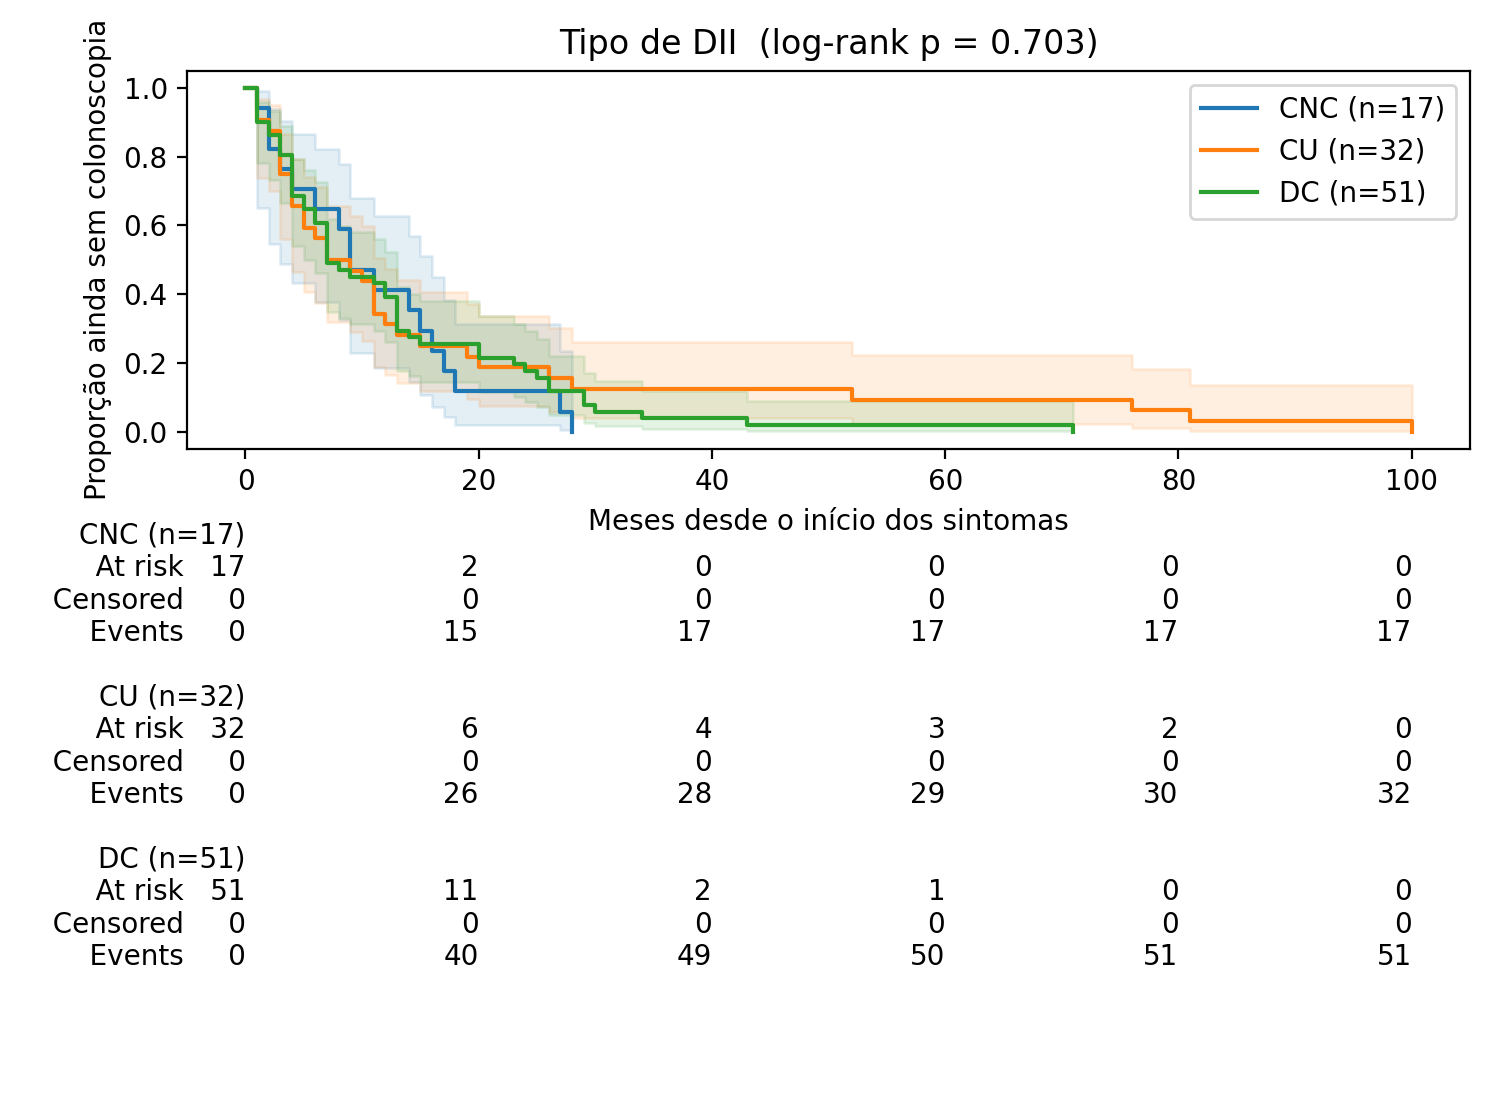 Tipo de DII  (log-rank p = 0.703)
Proporção ainda sem colonoscopia
1.0
0.8
0.6
0.4
0.2
0.0
CNC (n=17)
CU (n=32)
DC (n=51)
0 20 40 60 80 100
Meses desde o início dos sintomas
CNC (n=17)
At risk 17 2 0 0 0 0
Censored 0 0 0 0 0 0
Events 0 15 17 17 17 17
CU (n=32)
At risk 32 6 4 3 2 0
Censored 0 0 0 0 0 0
Events 0 26 28 29 30 32
DC (n=51)
At risk 51 11 2 1 0 0
Censored 0 0 0 0 0 0
Events 0 40 49 50 51 51